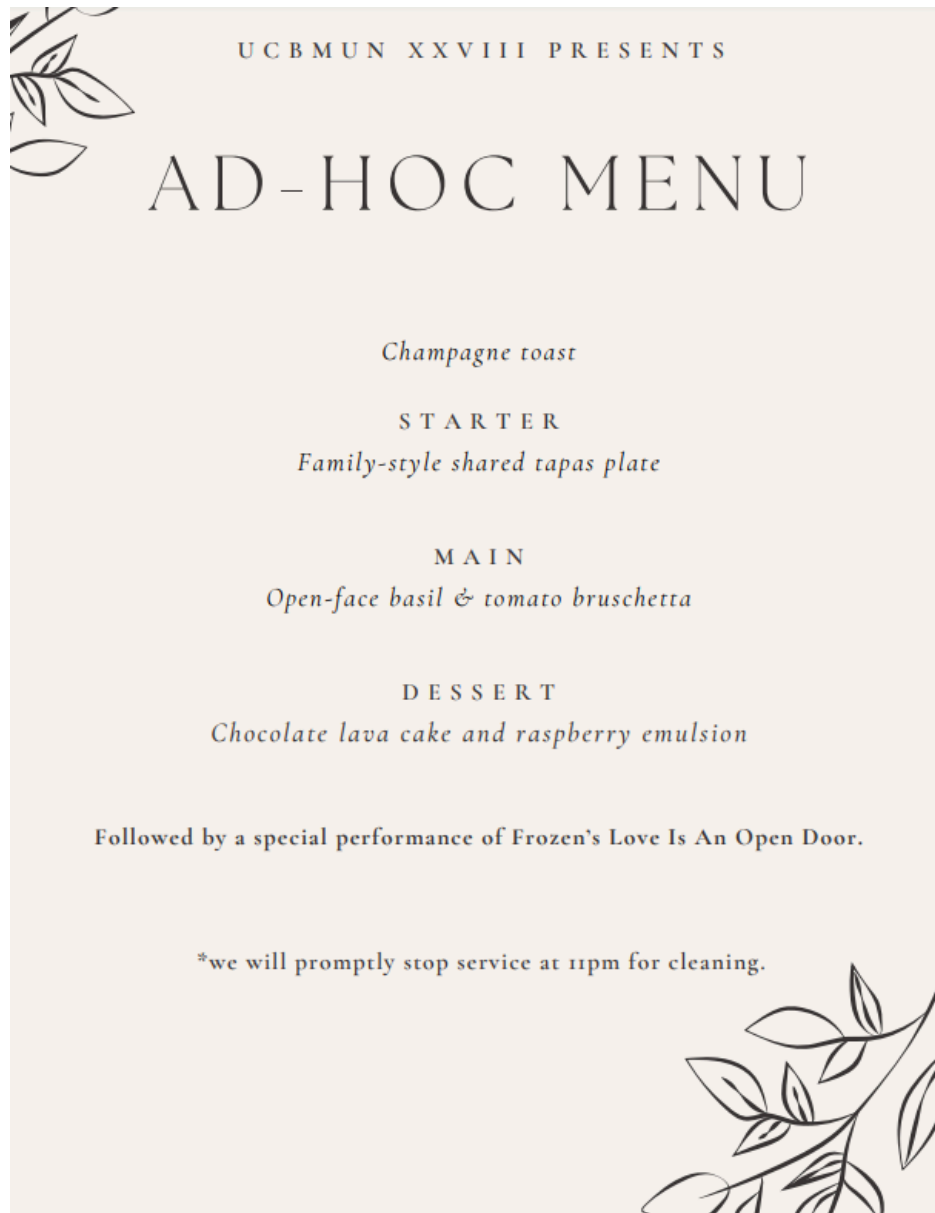 UCBMUN XXVIII PRESENTS
AD-HOC MENU
Champagne toast
STARTER
Family-style shared tapas plate
MAIN
Open-face basil & tomato bruschetta
DESSERT
Chocolate lava cake and raspberry emulsion
Followed by a special performance of Frozen's Love Is An Open Door.
*we will promptly stop service at 11pm for cleaning.